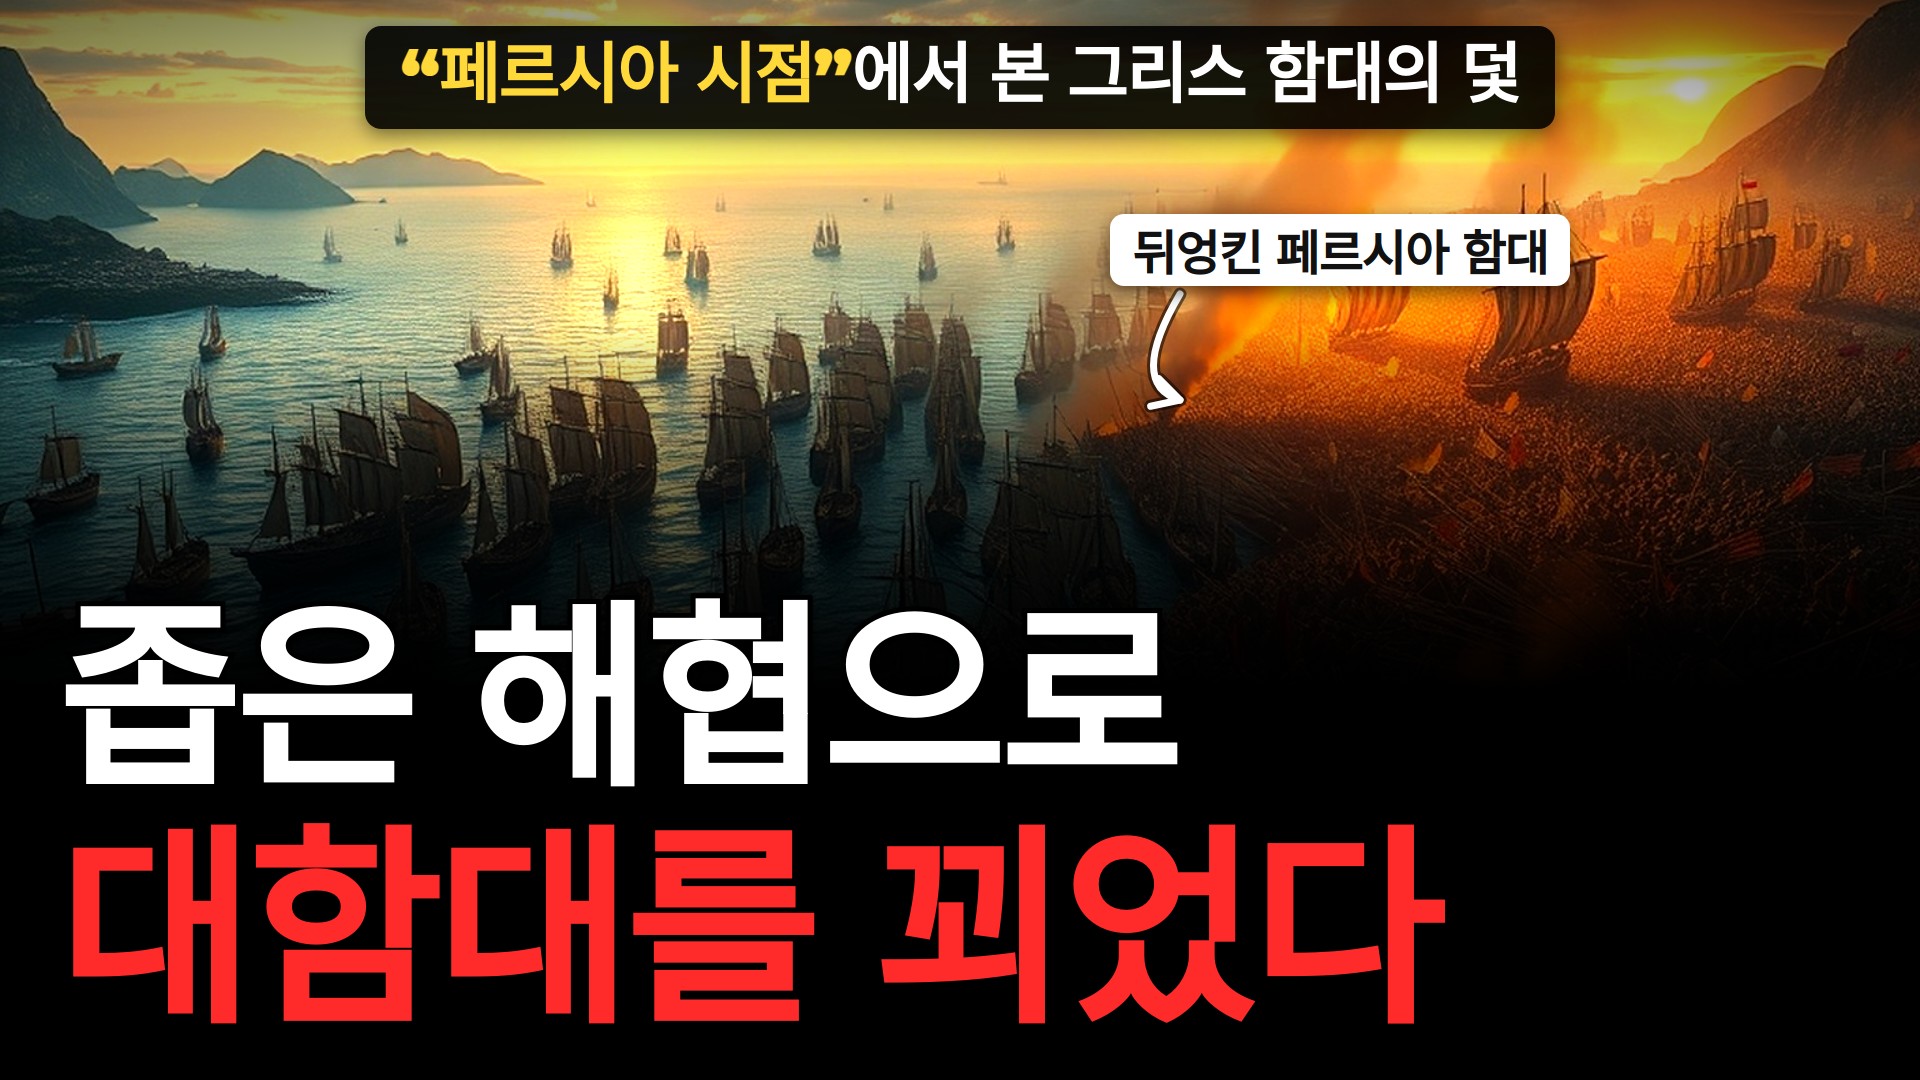 “페르시아 시점”에서 본 그리스 함대의 덫
뒤엉킨 페르시아 함대
좁은 해협으로
대함대를 꾀었다